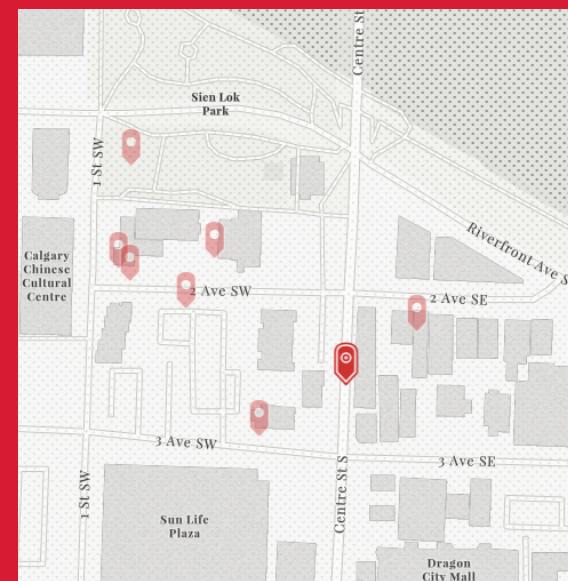 Centre St
Sien Lok
Park
1 St SW
Riverfront Ave S
Calgary
Chinese
Cultural
Centre
2 Ave SW
2 Ave SE
3 Ave SW
3 Ave SE
1 St SW
Centre St S
Sun Life
Plaza
Dragon
City Mall